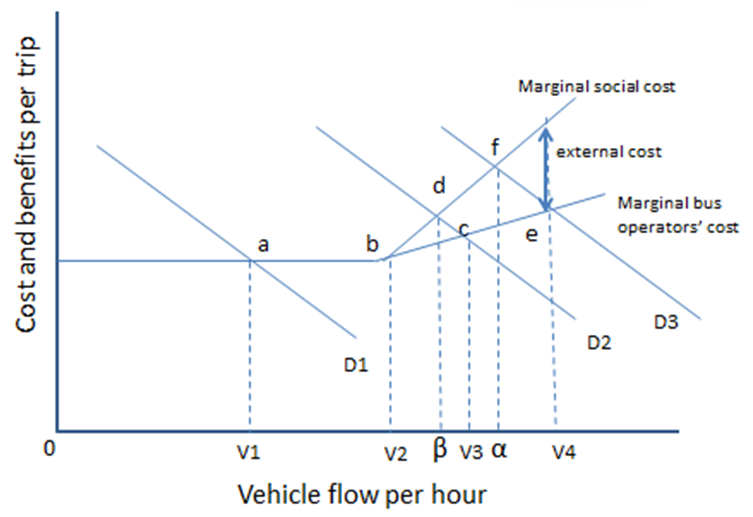 Cost and benefits per trip
Marginal social cost
f
external cost
d
Marginal bus
operators' cost
a
b
c
e
D3
D2
D1
0
V1
V2
β
V3
α
V4
Vehicle flow per hour